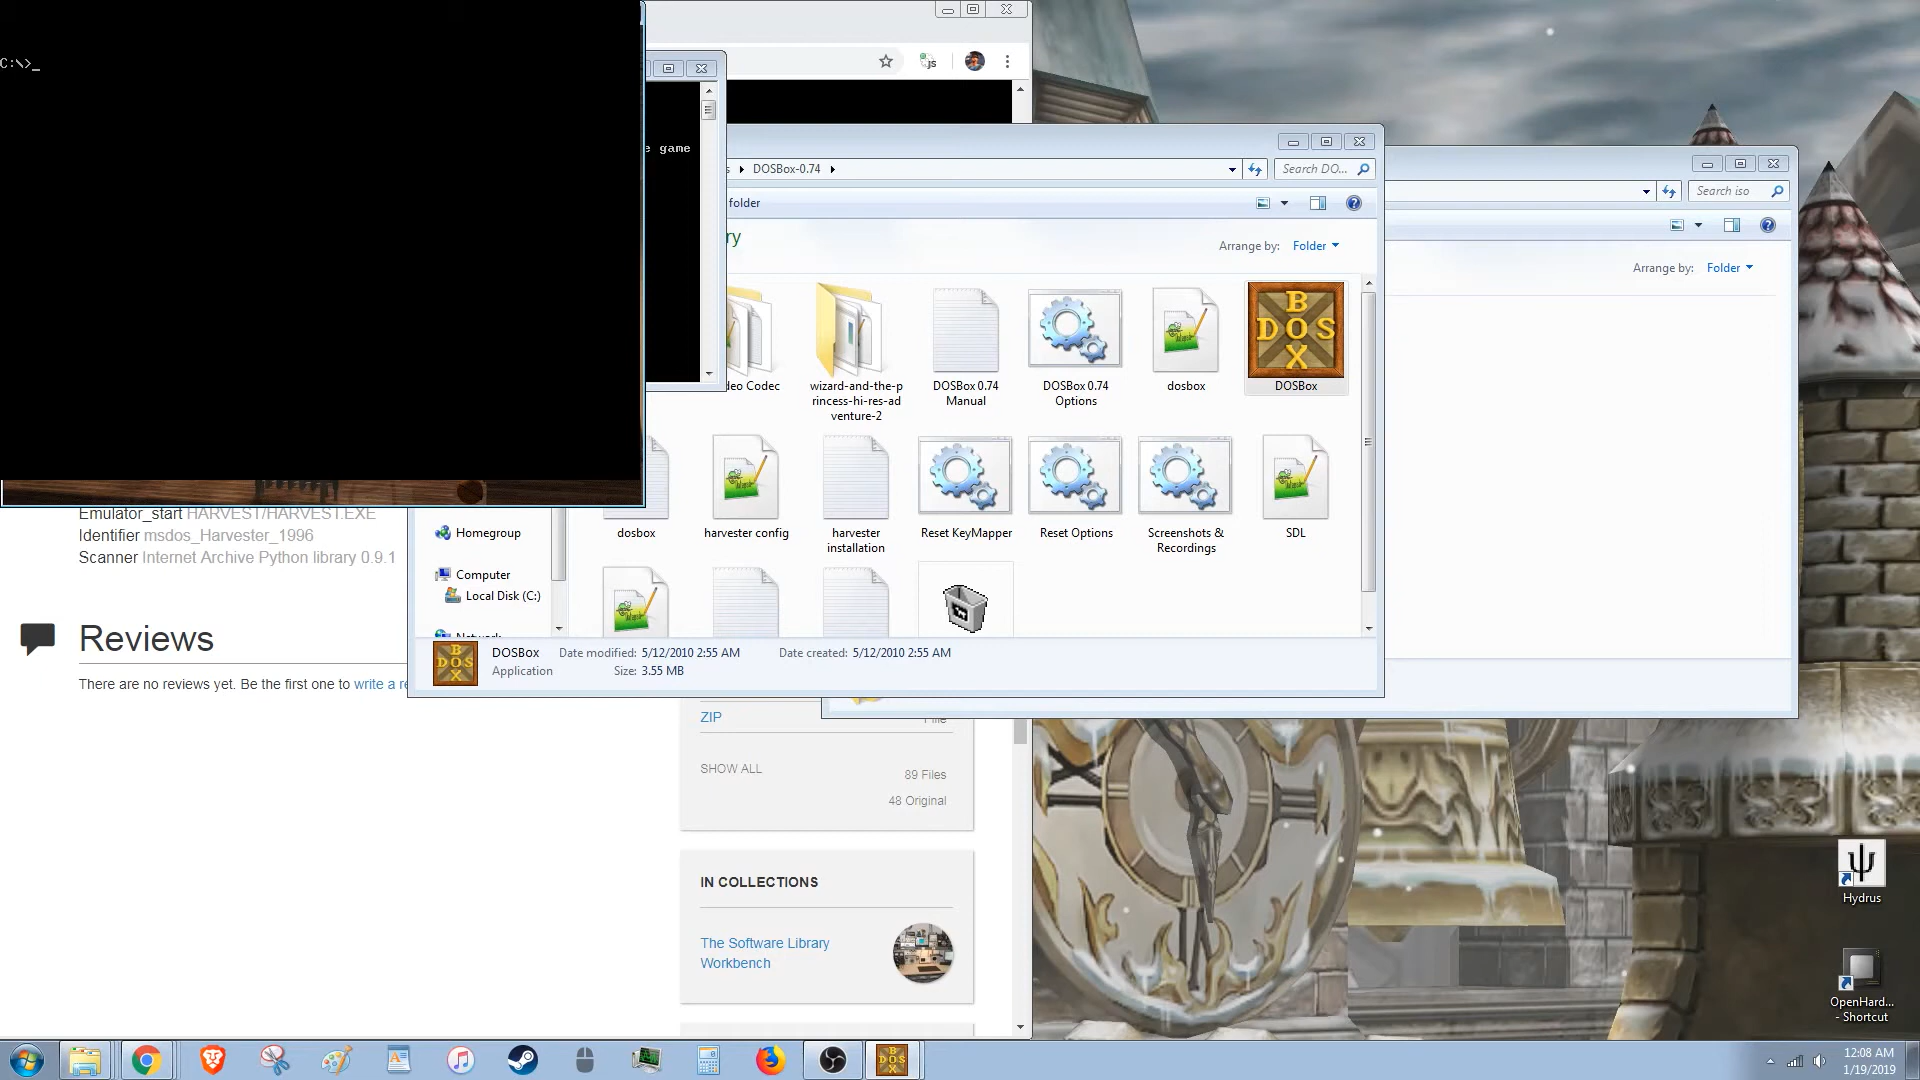 C:\>_
js
e game
s ▸ DOSBox-0.74 ▸
Search DO...
Search iso
folder
ry
Arrange by: Folder
Arrange by: Folder
deo Codec
wizard-and-the-p
rincess-hi-res-ad
venture-2
DOSBox 0.74
Manual
DOSBox 0.74
Options
dosbox
B
DOS
X
DOSBox
dosbox
harvester config
harvester
installation
Reset KeyMapper
Reset Options
Screenshots &
Recordings
SDL
Emulator_start HARVEST/HARVEST.EXE
Identifier msdos_Harvester_1996
Scanner Internet Archive Python library 0.9.1
Homegroup
Computer
Local Disk (C:)
Network
Reviews
There are no reviews yet. Be the first one to write a re
DOSBox
Application
Date modified: 5/12/2010 2:55 AM
Size: 3.55 MB
Date created: 5/12/2010 2:55 AM
ZIP
File
SHOW ALL
89 Files
48 Original
IN COLLECTIONS
The Software Library
Workbench
Hydrus
OpenHard...
- Shortcut
12:08 AM
1/19/2019